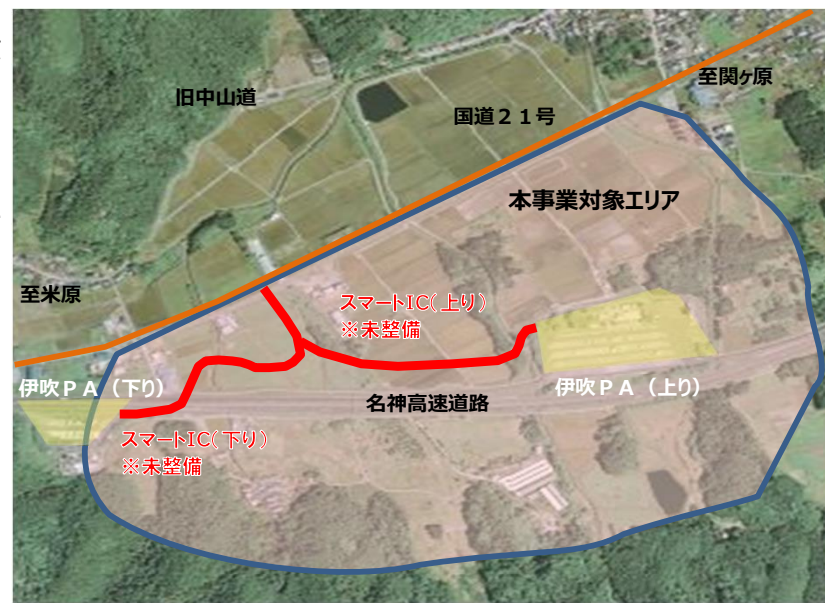 至関ヶ原
旧中山道
国道２１号
本事業対象エリア
至米原
スマートIC（上り）
※未整備
伊吹ＰＡ（下り）
伊吹ＰＡ（上り）
名神高速道路
スマートIC（下り）
※未整備